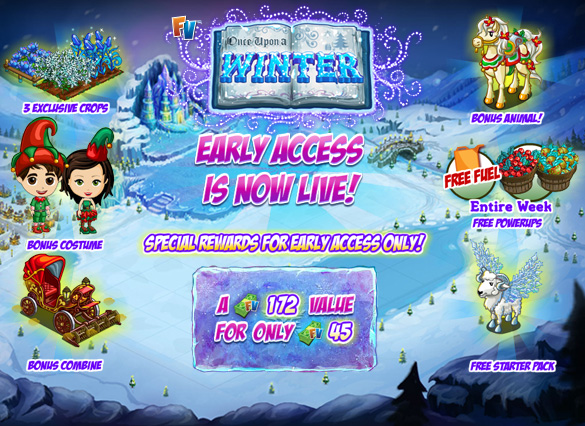 FV
Once Upon a
WINTER
3 EXCLUSIVE CROPS
BONUS ANIMAL!
EARLY ACCESS
IS NOW LIVE!
FREE FUEL
Entire Week
FREE POWERUPS
BONUS COSTUME
SPECIAL REWARDS FOR EARLY ACCESS ONLY!
A FV 172 VALUE
FOR ONLY FV 45
BONUS COMBINE
FREE STARTER PACK